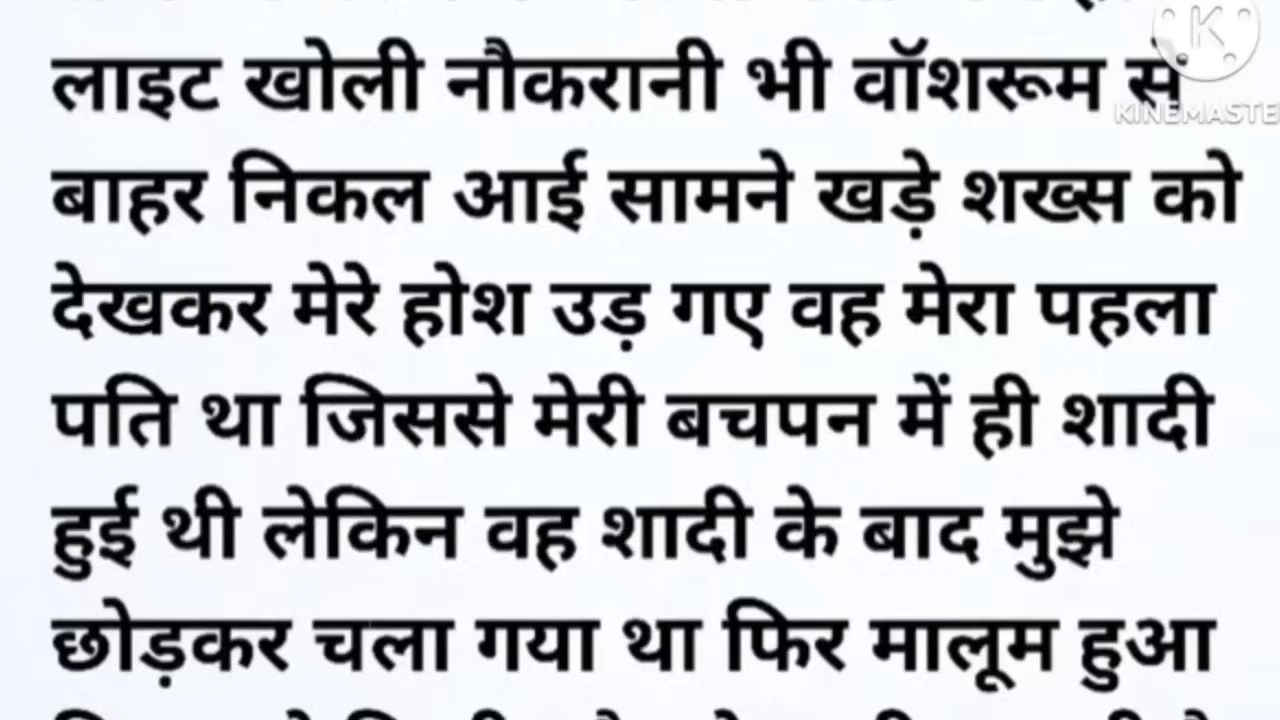 लाइट खोली नौकरानी भी वॉशरूम से
बाहर निकल आई सामने खड़े शख्स को
देखकर मेरे होश उड़ गए वह मेरा पहला
पति था जिससे मेरी बचपन में ही शादी
हुई थी लेकिन वह शादी के बाद मुझे
छोड़कर चला गया था फिर मालूम हुआ
K
KINEMASTE